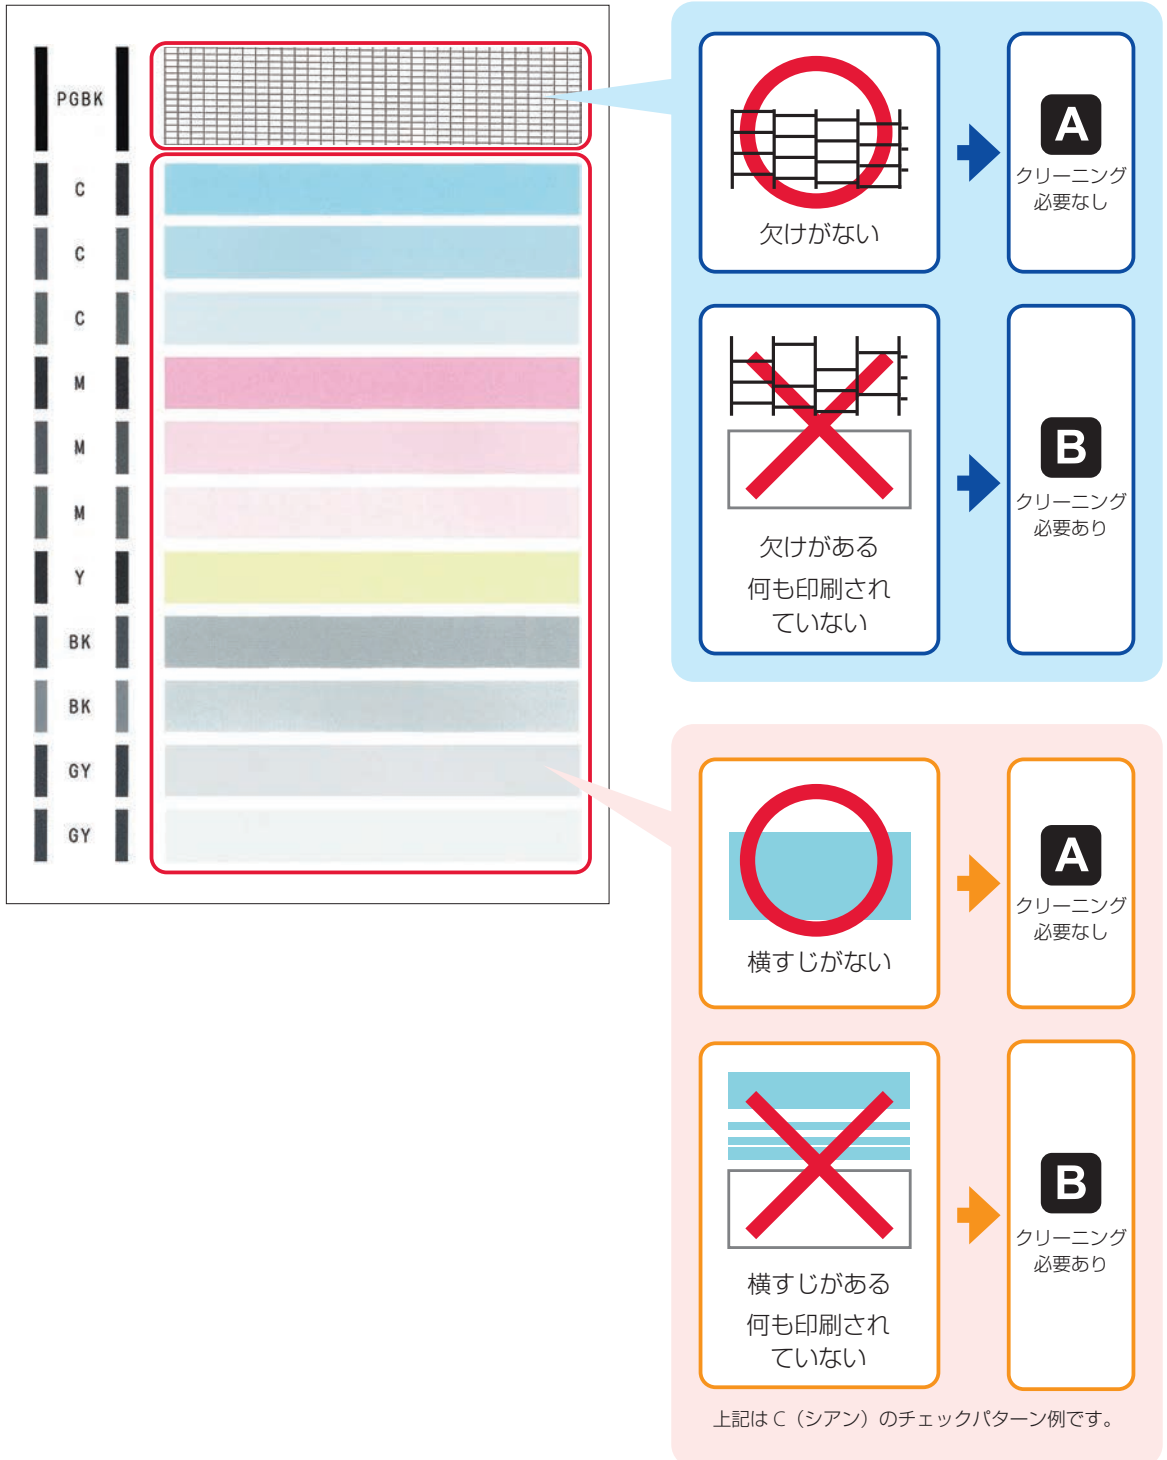 PGBK
C
C
C
M
M
M
Y
BK
BK
GY
GY
欠けがない
A
クリーニング
必要なし
欠けがある
何も印刷され
ていない
B
クリーニング
必要あり
横すじがない
A
クリーニング
必要なし
横すじがある
何も印刷され
ていない
B
クリーニング
必要あり
上記は C（シアン）のチェックパターン例です。